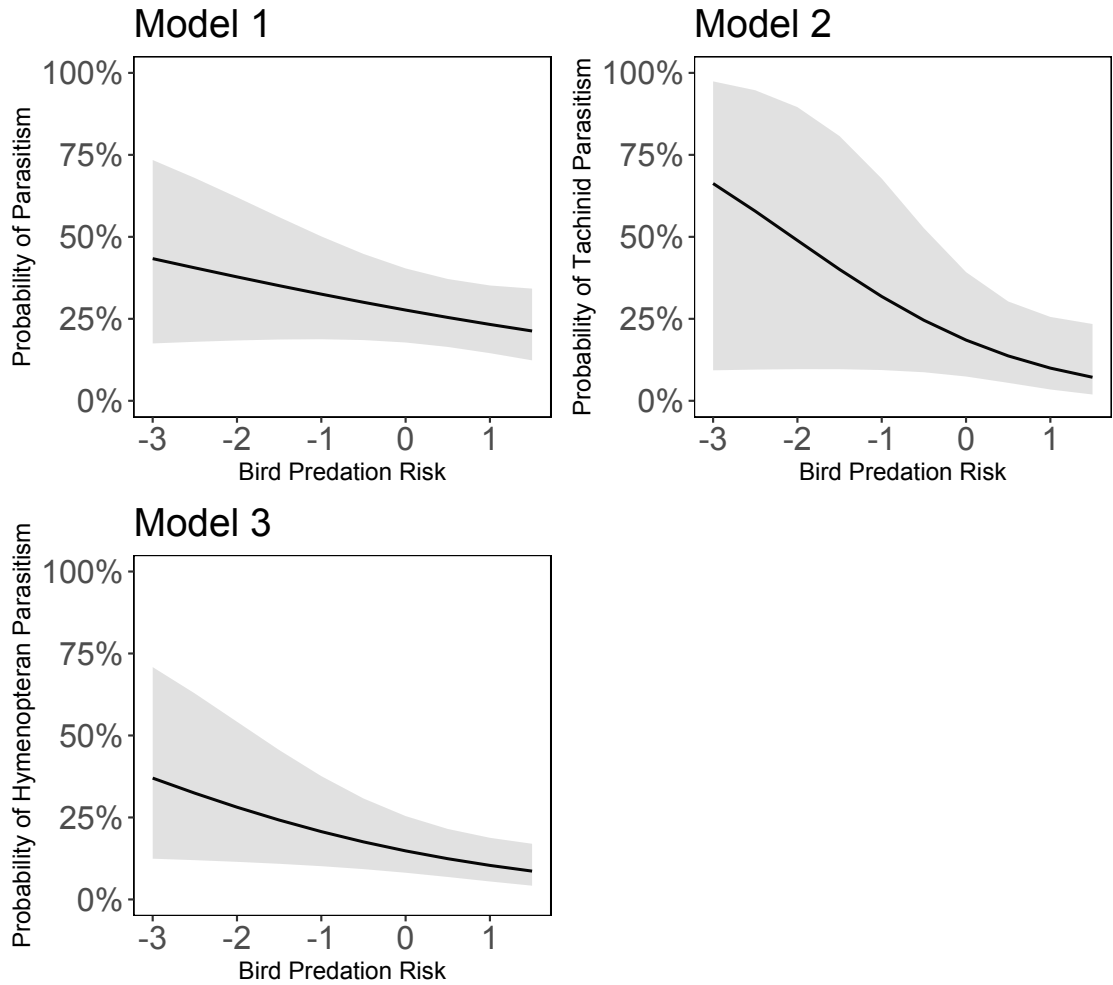 Model 1
Probability of Parasitism
100%
75%
50%
25%
0%
-3 -2 -1 0 1
Bird Predation Risk
Model 2
Probability of Tachinid Parasitism
100%
75%
50%
25%
0%
-3 -2 -1 0 1
Bird Predation Risk
Model 3
Probability of Hymenopteran Parasitism
100%
75%
50%
25%
0%
-3 -2 -1 0 1
Bird Predation Risk